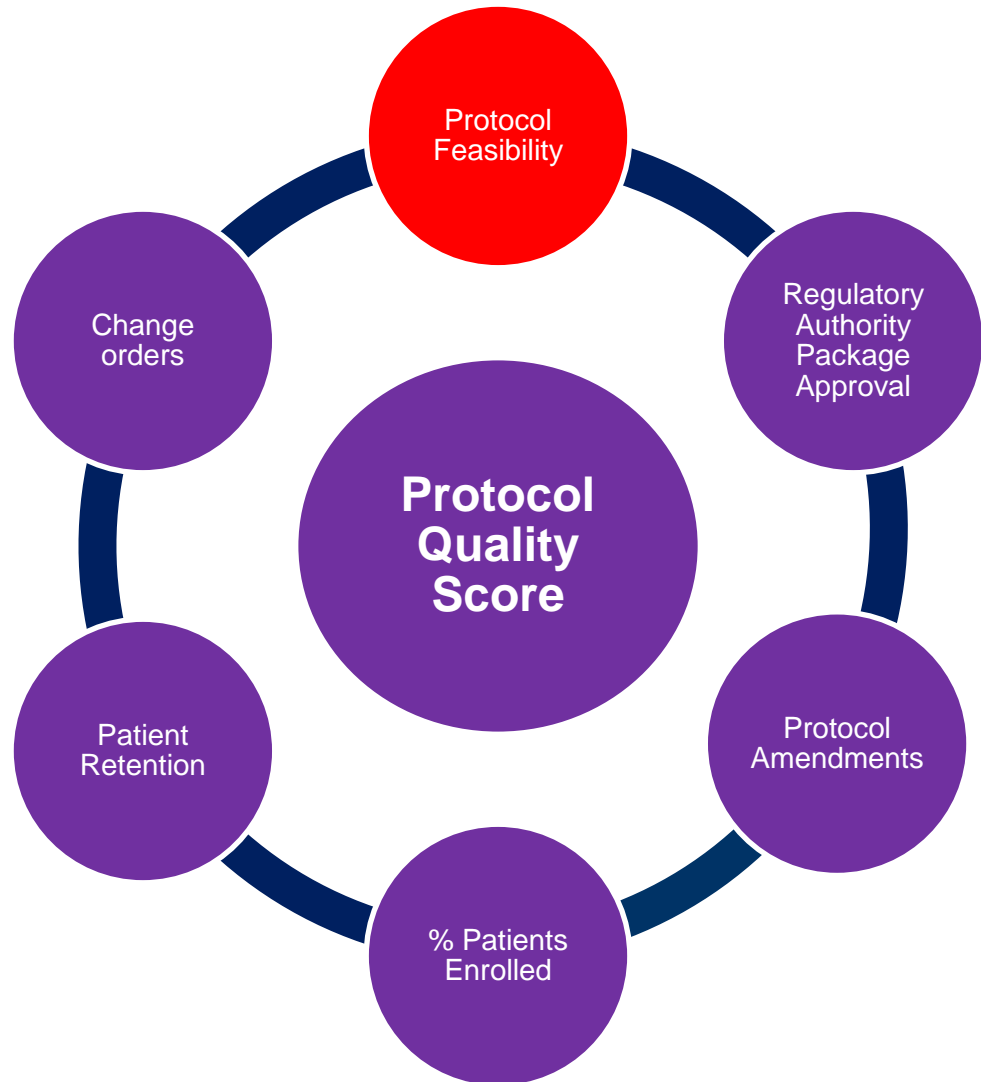 Protocol
Feasibility
Regulatory
Authority
Package
Approval
Protocol
Amendments
% Patients
Enrolled
Patient
Retention
Change
orders
Protocol
Quality
Score